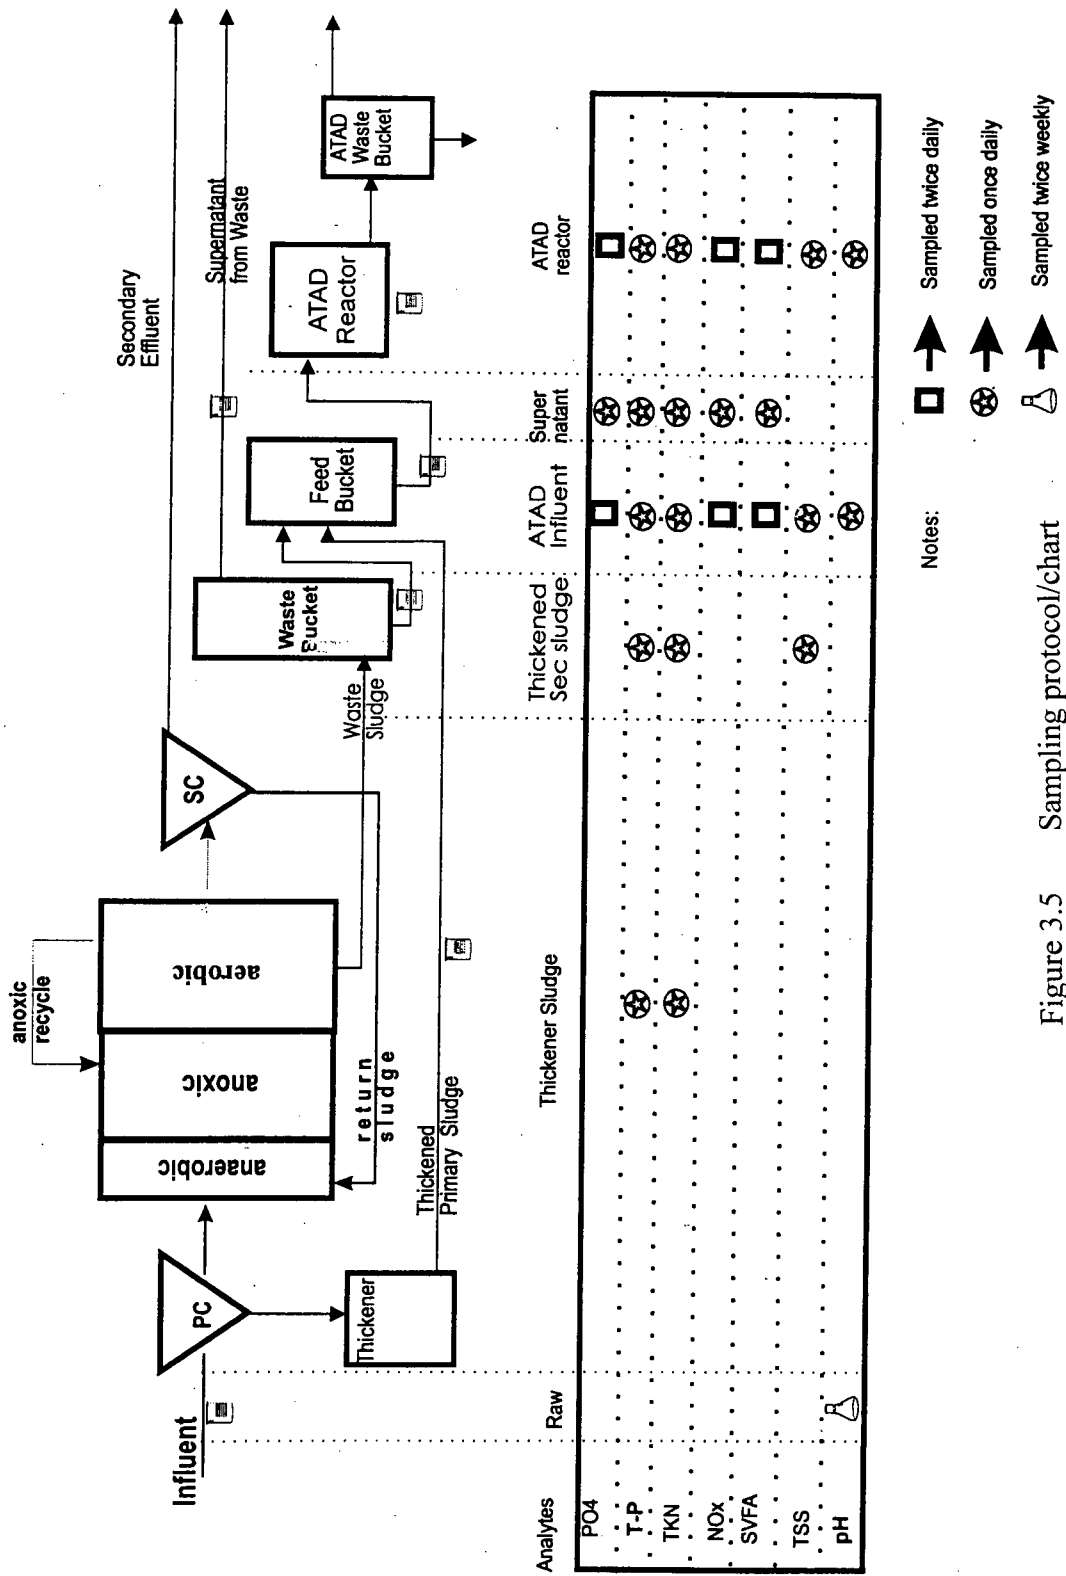 anoxic
recycle
Secondary
Effluent
Supernatant
from Waste
Influent
PC
anaerobic
anoxic
aerobic
SC
return
sludge
Waste
Sludge
Thickener
Thickened
Primary Sludge
Waste
Bucket
Feed
Bucket
ATAD
Reactor
ATAD
Waste
Bucket
Analytes
Raw
Thickener Sludge
Thickened
Sec sludge
ATAD
Influent
Super
natant
ATAD
reactor
PO4
T-P
TKN
NOx
SVFA
TSS
pH
Notes:
Sampled twice daily
Sampled once daily
Sampled twice weekly
Figure 3.5 Sampling protocol/chart